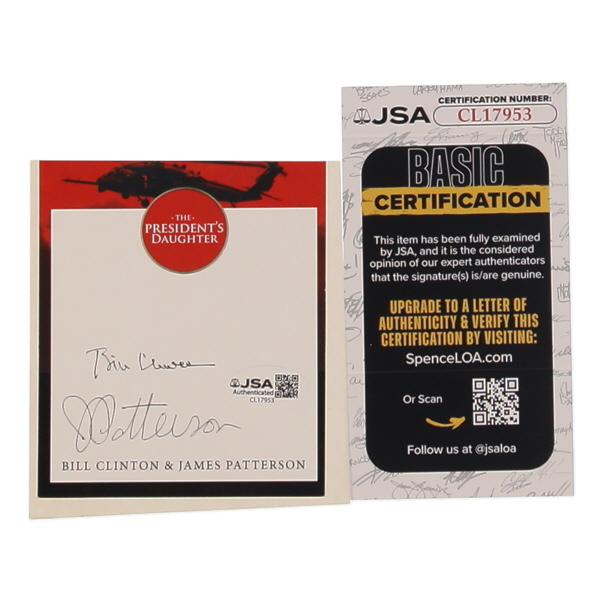 THE
PRESIDENT'S
DAUGHTER
Bill Clinton
JSA
Authenticated
CL17953
J Patterson
BILL CLINTON & JAMES PATTERSON
JSA
CERTIFICATION NUMBER:
CL17953
BASIC
CERTIFICATION
This item has been fully examined
by JSA, and it is the considered
opinion of our expert authenticators
that the signature(s) is/are genuine.
UPGRADE TO A LETTER OF
AUTHENTICITY & VERIFY THIS
CERTIFICATION BY VISITING:
SpenceLOA.com
Or Scan
Follow us at @jsaloa